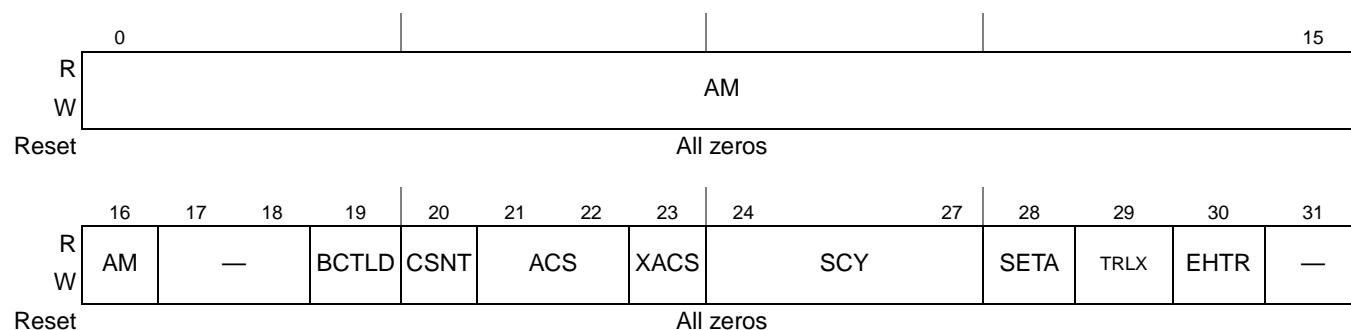 0 15
R
AM
W
Reset All zeros
16 17 18 19 20 21 22 23 24 27 28 29 30 31
R
AM — BCTLD CSNT ACS XACS SCY SETA TRLX EHTR —
W
Reset All zeros